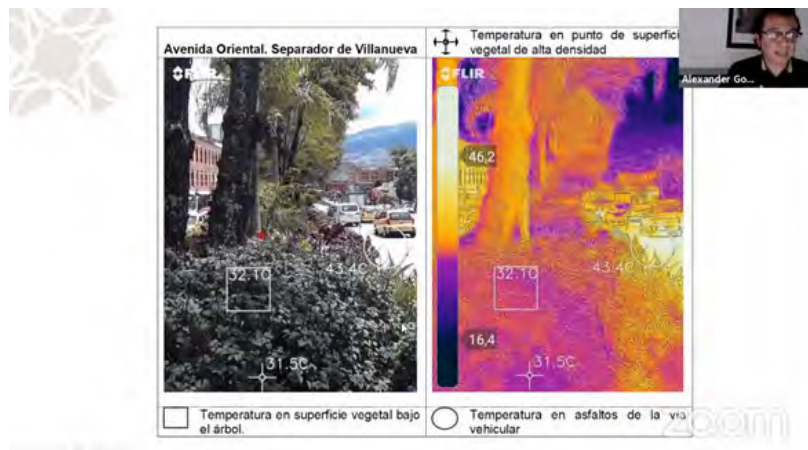 Avenida Oriental. Separador de Villanueva
Temperatura en punto de
vegetal de alta densidad
Alexander Go...
FLIR
32.1C
43.4C
31.5C
FLIR
46,2
32.1C
43.4C
16,4
31.5C
Temperatura en superficie vegetal bajo
el árbol.
Temperatura en asfaltos de la vía
vehicular
zoom